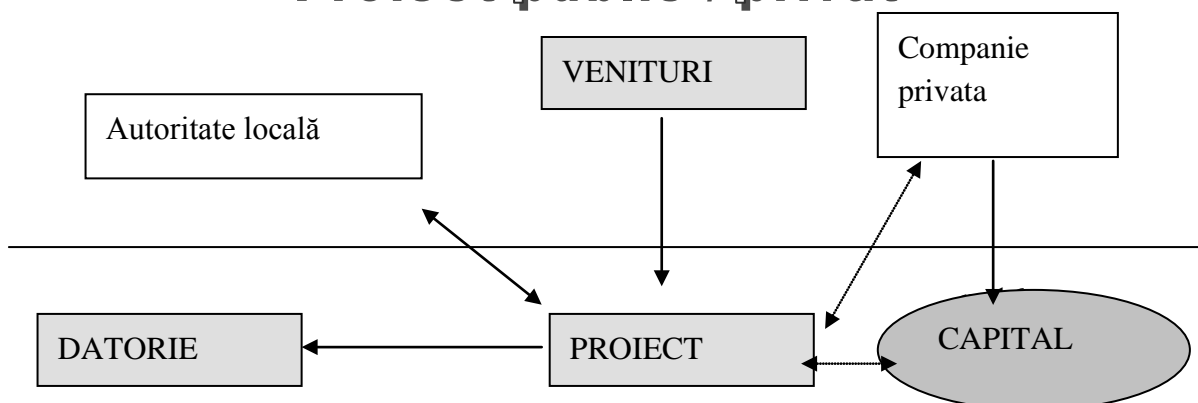 VENITURI
Companie
privata
Autoritate locală
DATORIE
PROIECT
CAPITAL